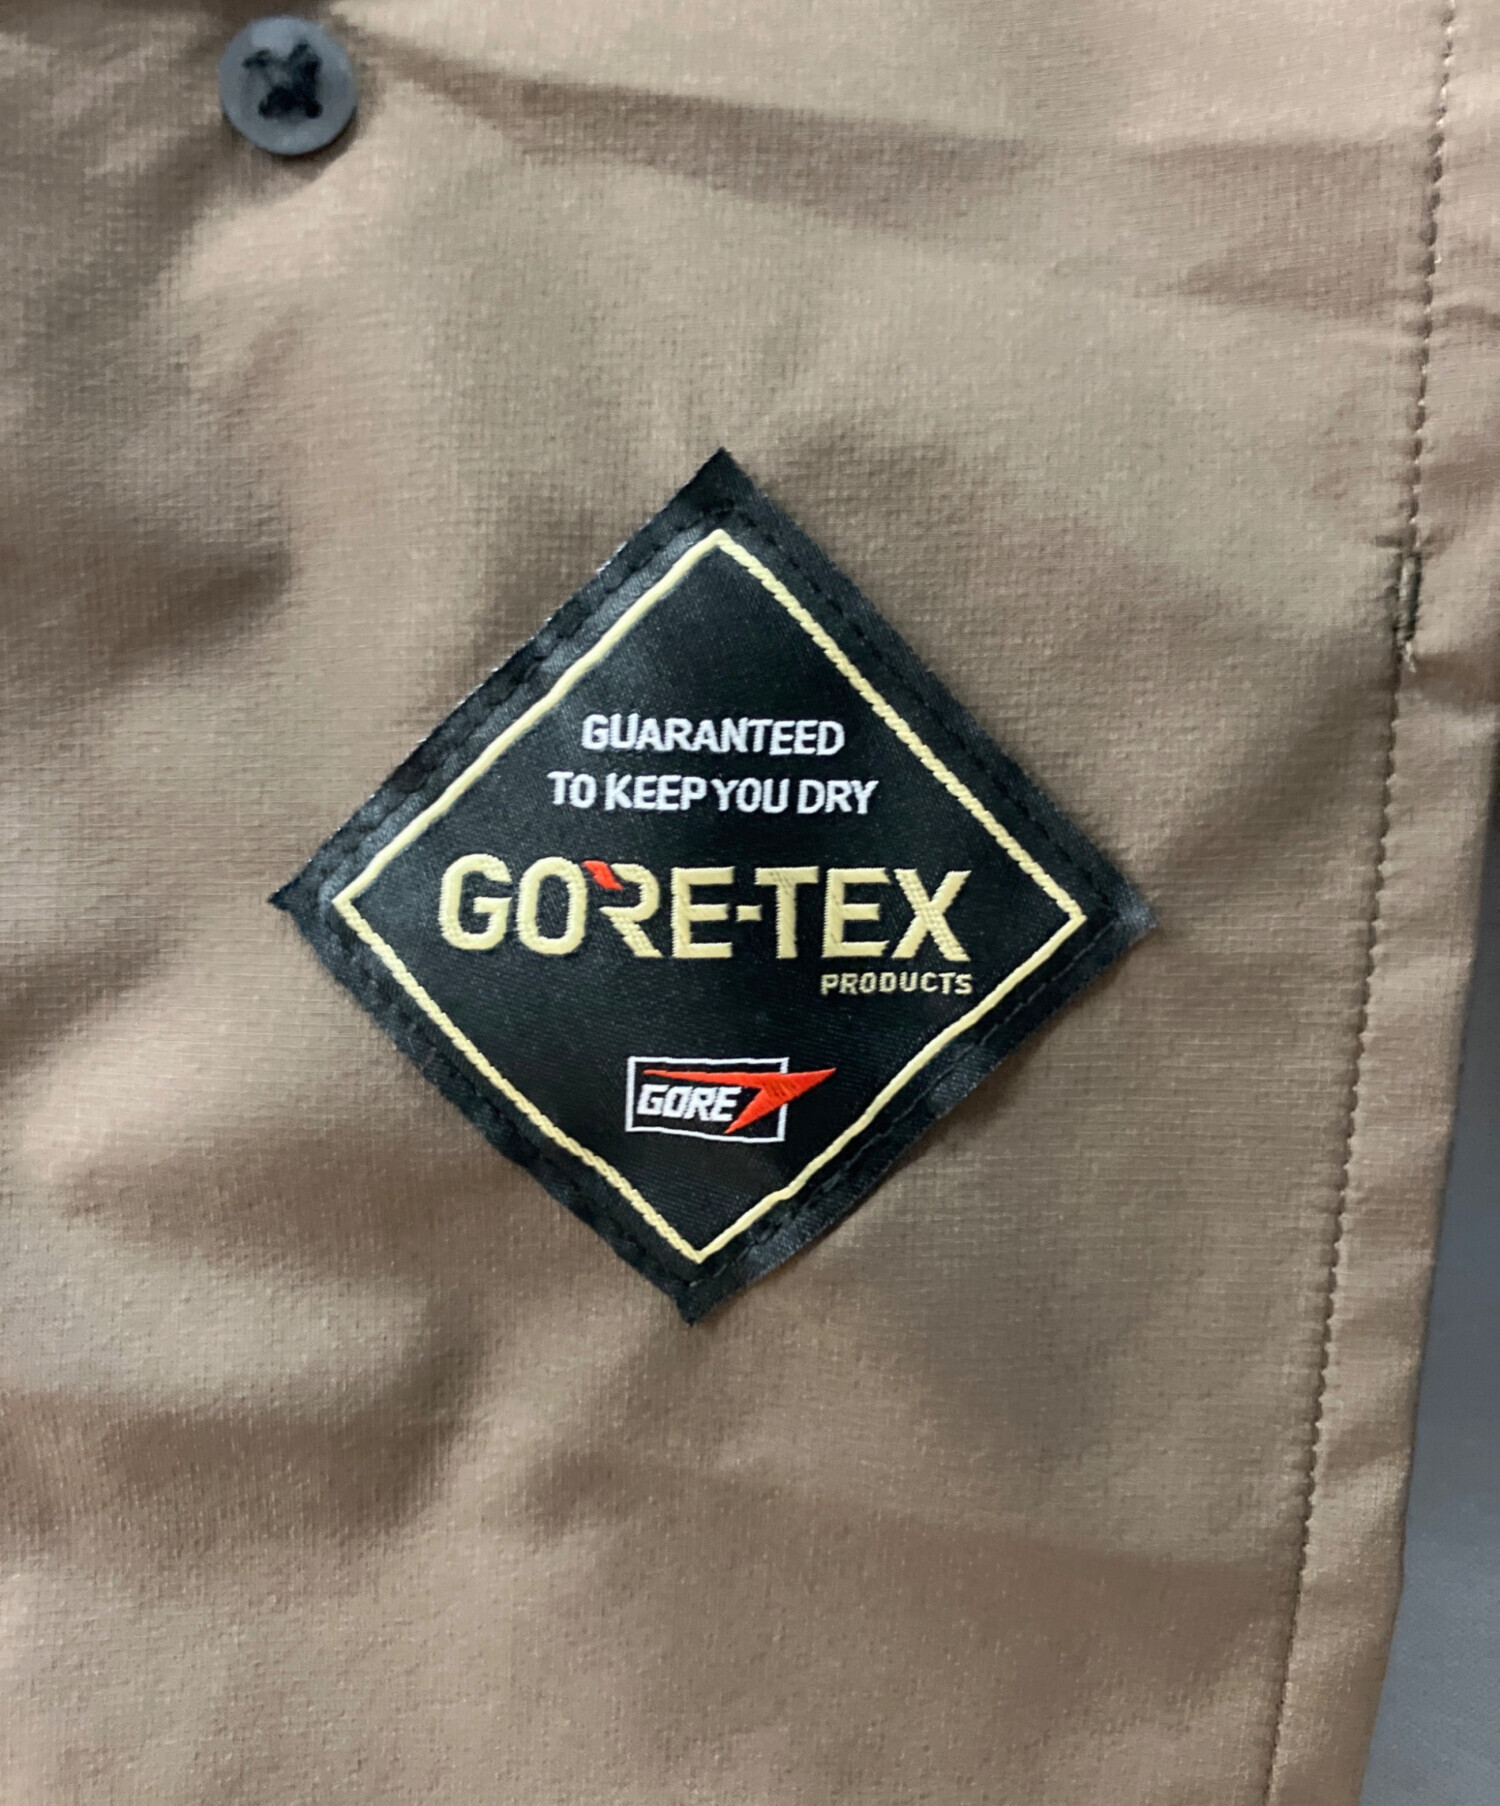 GUARANTEED
TO KEEP YOU DRY
GORE-TEX
PRODUCTS
GORE